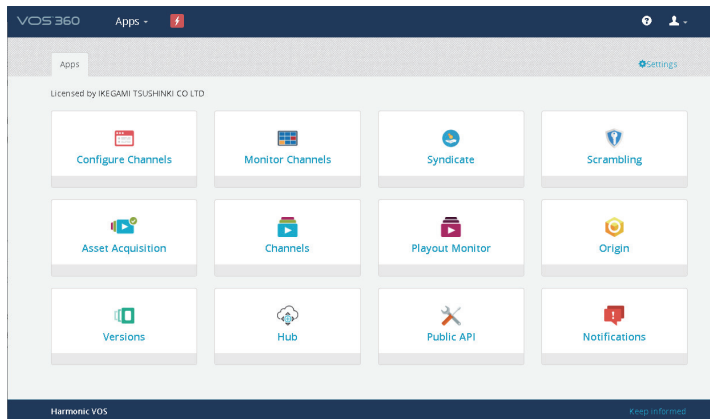 VOS 360 Apps
Apps Settings
Licensed by IKEGAMI TSUSHINKI CO LTD
Configure Channels Monitor Channels Syndicate Scrambling
Asset Acquisition Channels Playout Monitor Origin
Versions Hub Public API Notifications
Harmonic VOS Keep Informed